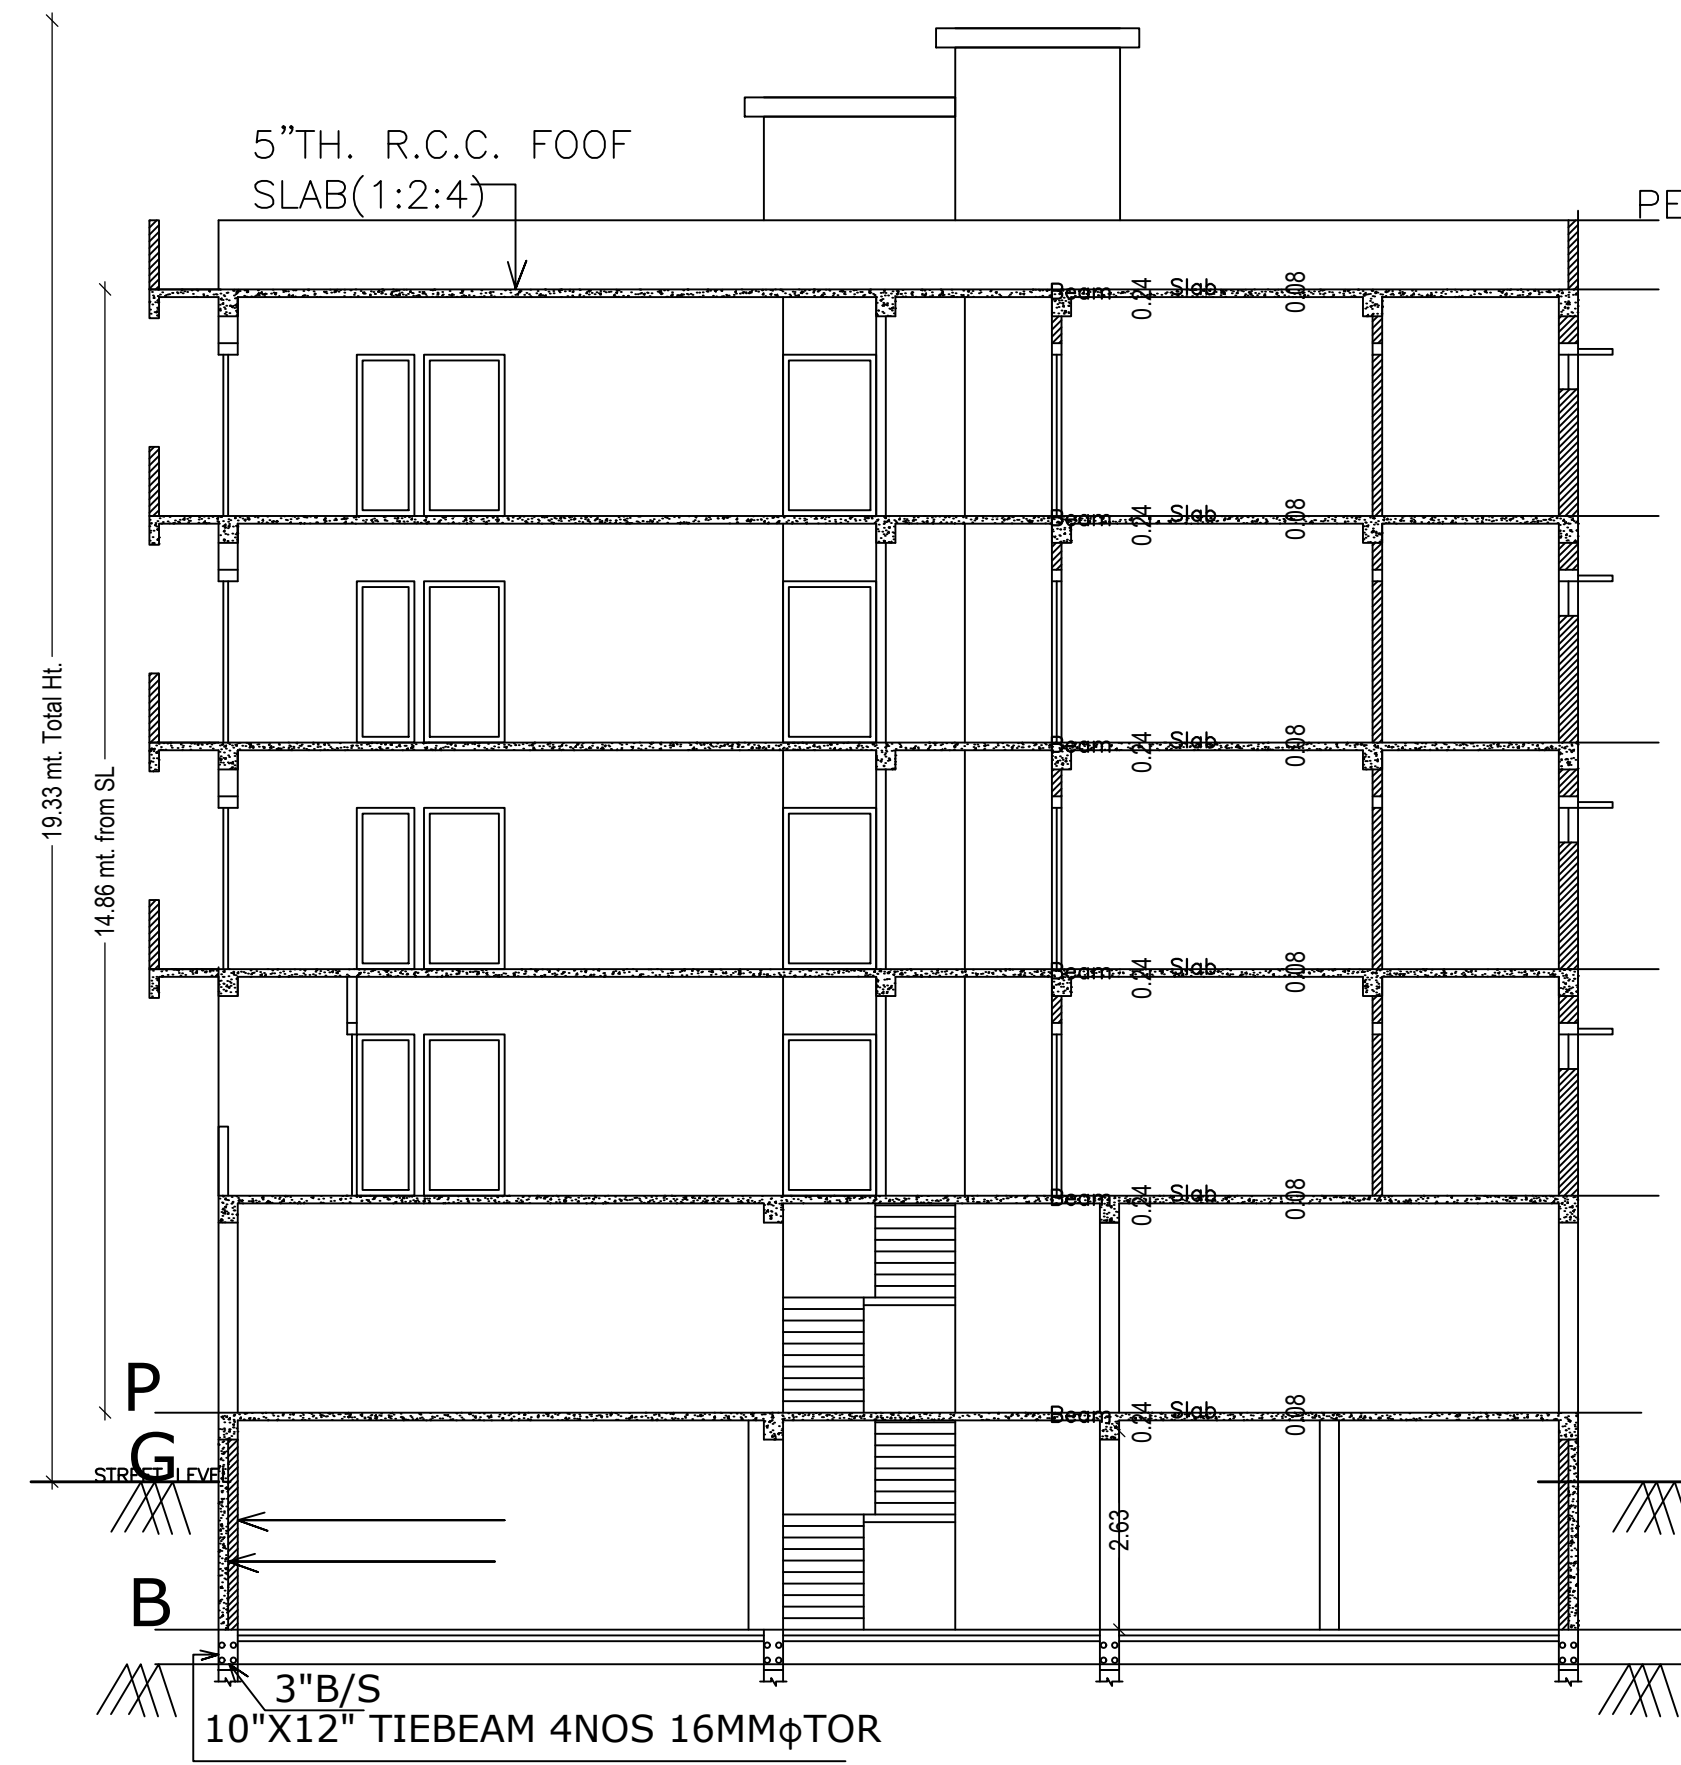 5”TH. R.C.C. FOOF
SLAB(1:2:4)
PE
Beam 0.24 Slab 0.08
Beam 0.24 Slab 0.08
19.33 mt. Total Ht.
14.86 mt. from SL
Beam 0.24 Slab 0.08
Beam 0.24 Slab 0.08
Beam 0.24 Slab 0.08
P
Beam 0.24 Slab 0.08
G
STREET LEVE
2.63
B
3"B/S
10"X12" TIEBEAM 4NOS 16MMϕTOR